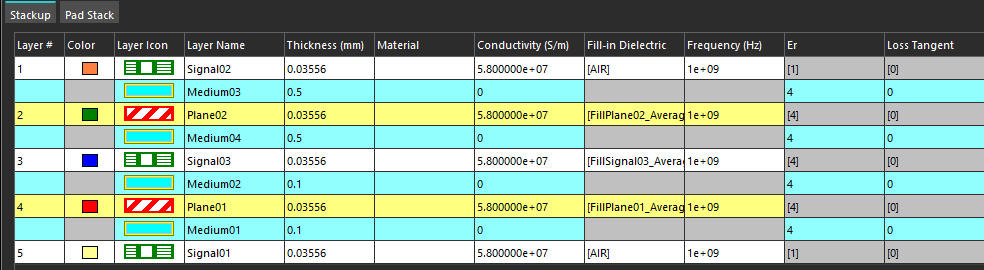 Stackup Pad Stack
Layer # Color Layer Icon Layer Name Thickness (mm) Material Conductivity (S/m) Fill-in Dielectric Frequency (Hz) Er Loss Tangent
1 Signal02 0.03556 5.800000e+07 [AIR] 1e+09 [1] [0]
Medium03 0.5 0 4 0
2 Plane02 0.03556 5.800000e+07 [FillPlane02_Averag 1e+09 [4] [0]
Medium04 0.5 0 4 0
3 Signal03 0.03556 5.800000e+07 [FillSignal03_Averag 1e+09 [4] [0]
Medium02 0.1 0 4 0
4 Plane01 0.03556 5.800000e+07 [FillPlane01_Averag 1e+09 [4] [0]
Medium01 0.1 0 4 0
5 Signal01 0.03556 5.800000e+07 [AIR] 1e+09 [1] [0]